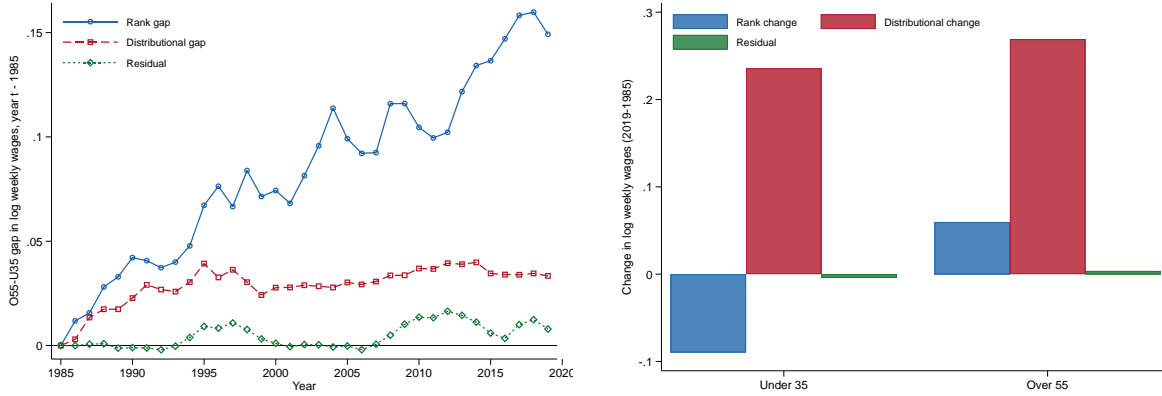 Rank gap
Distributional gap
Residual
O55-U35 gap in log weekly wages, year t - 1985
.15
.1
.05
0
1985 1990 1995 2000 2005 2010 2015 2020
Year
Rank change Distributional change
Residual
Change in log weekly wages (2019-1985)
.3
.2
.1
0
-.1
Under 35 Over 55